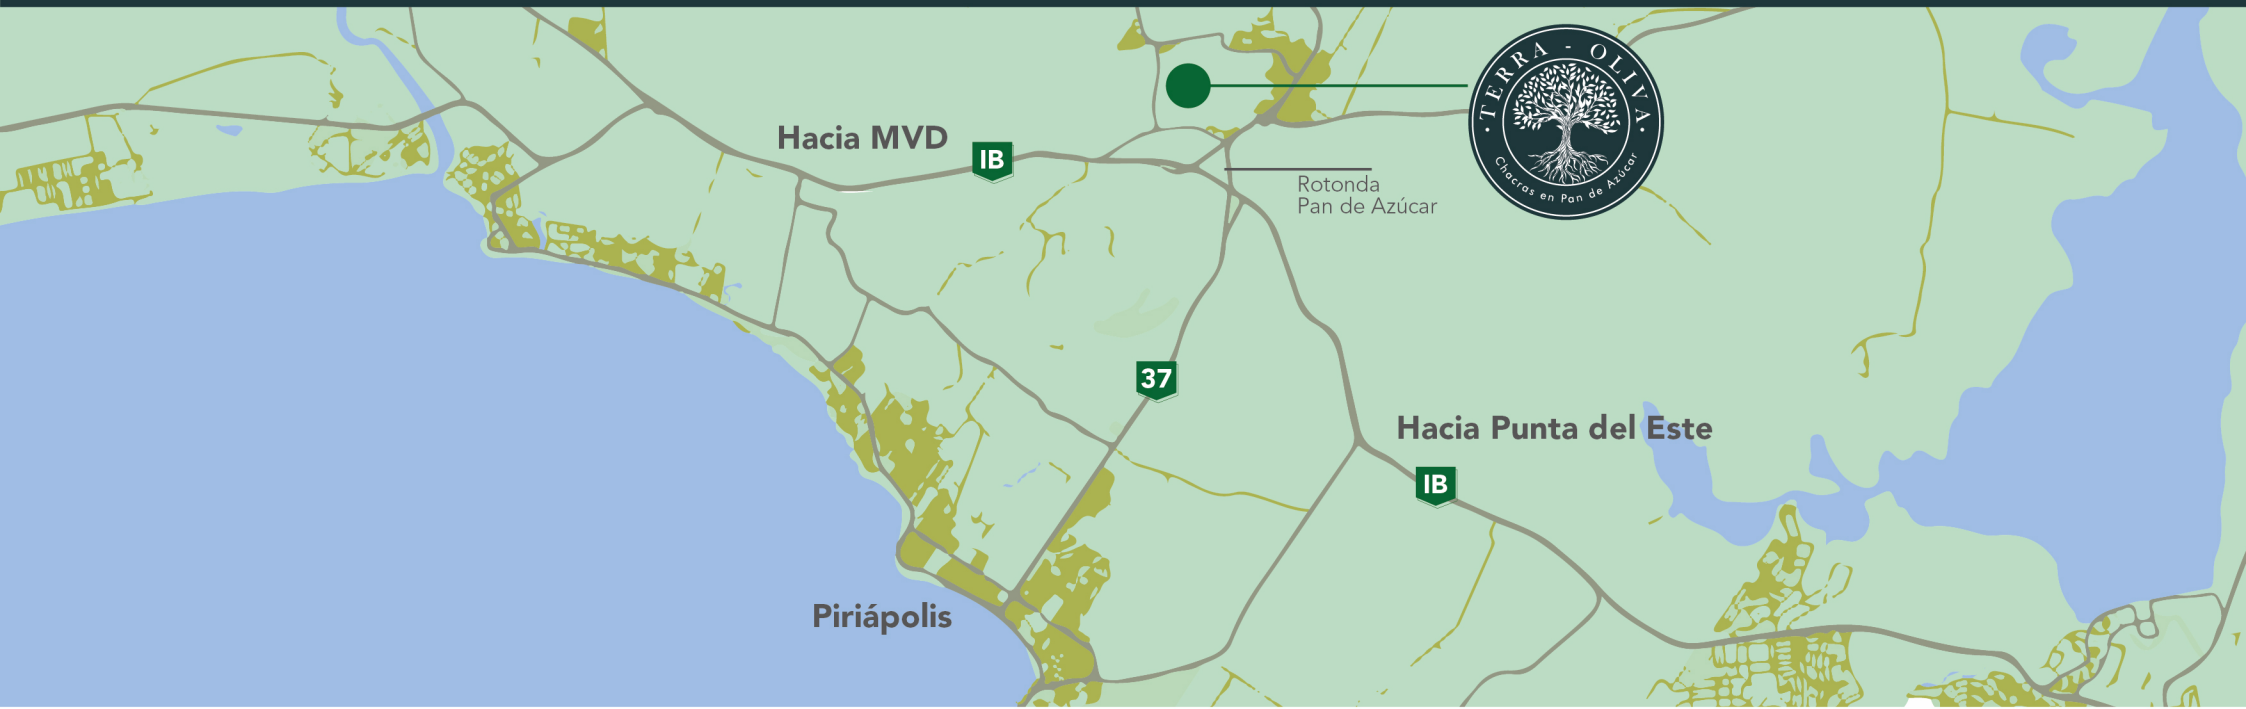 TERRA - OLIVA
Chacras en Pan de Azúcar
Hacia MVD
IB
Rotonda
Pan de Azúcar
37
Hacia Punta del Este
IB
Piriápolis